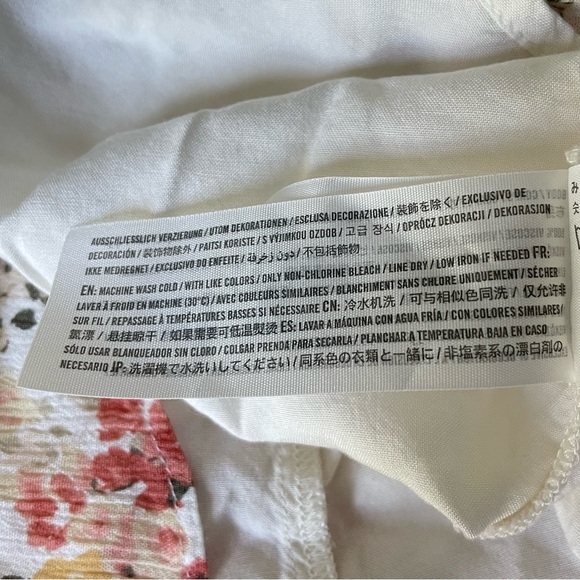 AUSSCHLIESSLICH VERZIERUNG / UTOM DEKORATIONEN / ESCLUSA DECORAZIONE / 装飾を除く / EXCLUSIVO DE
DECORACIÓN / 装饰物除外 / PAITSI KORISTE / S VÝJIMKOU OZDOB / 고급 장식 / OPRÓCZ DEKORACJI / DEKORASJON
IKKE MEDREGNET / EXCLUSIVO DO ENFEITE / دون زخرفة / 不包括飾物
EN: MACHINE WASH COLD / WITH LIKE COLORS / ONLY NON-CHLORINE BLEACH / LINE DRY / LOW IRON IF NEEDED FR:
LAVER À FROID EN MACHINE (30°C) / AVEC COULEURS SIMILAIRES / BLANCHIMENT SANS CHLORE UNIQUEMENT / SÉCHER
SUR FIL / REPASSAGE À TEMPÉRATURES BASSES SI NÉCESSAIRE CN: 冷水机洗 / 可与相似色同洗 / 仅允许非
氯漂 / 悬挂晾干 / 如果需要可低温熨烫 ES: LAVAR A MÁQUINA CON AGUA FRÍA / CON COLORES SIMILARES /
SÓLO USAR BLANQUEADOR SIN CLORO / COLGAR PRENDA PARA SECARLA / PLANCHAR A TEMPERATURA BAJA EN CASO
NECESARIO JP: 洗濯機で水洗いしてください / 同系色の衣類と一緒に / 非塩素系の漂白剤の